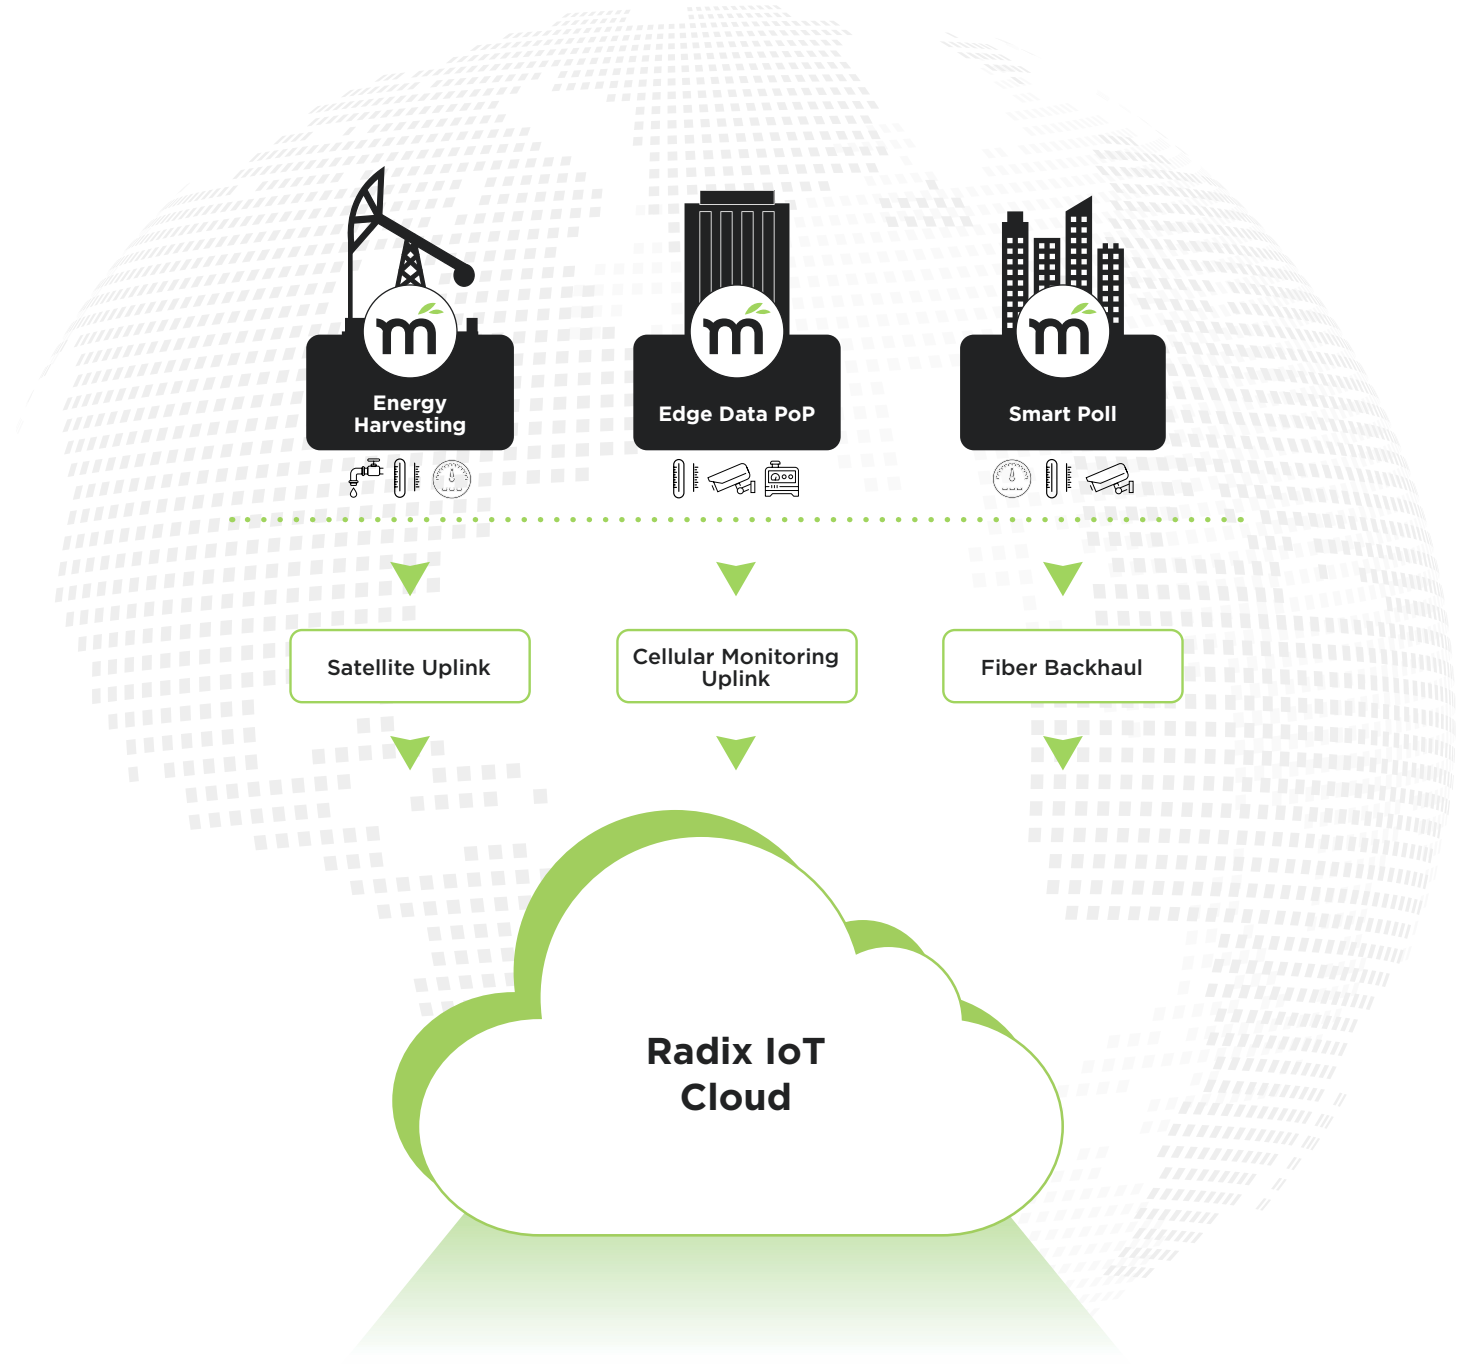 m
m
m
Energy
Harvesting
Edge Data PoP
Smart Poll
Satellite Uplink
Cellular Monitoring
Uplink
Fiber Backhaul
Radix IoT
Cloud